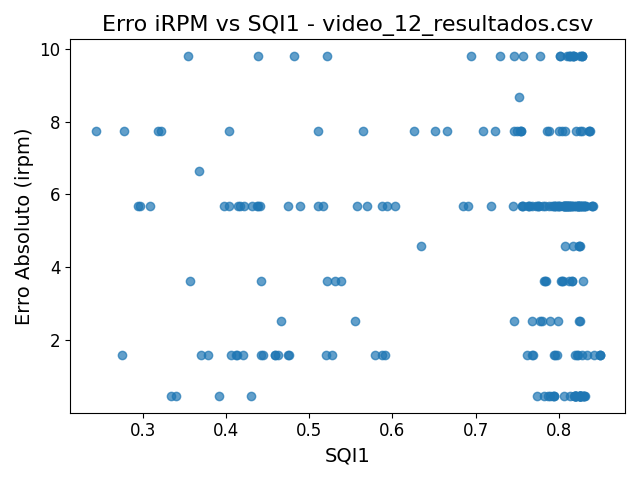 Erro iRPM vs SQI1 - video_12_resultados.csv
Erro Absoluto (irpm)
10
8
6
4
2
0.3 0.4 0.5 0.6 0.7 0.8
SQI1